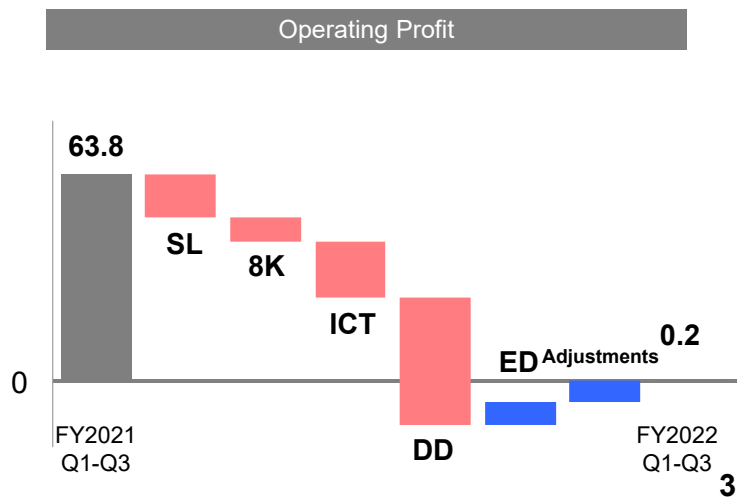 Operating Profit
63.8
SL
8K
ICT
DD
ED
Adjustments
0.2
0
FY2021
Q1-Q3
FY2022
Q1-Q3
3